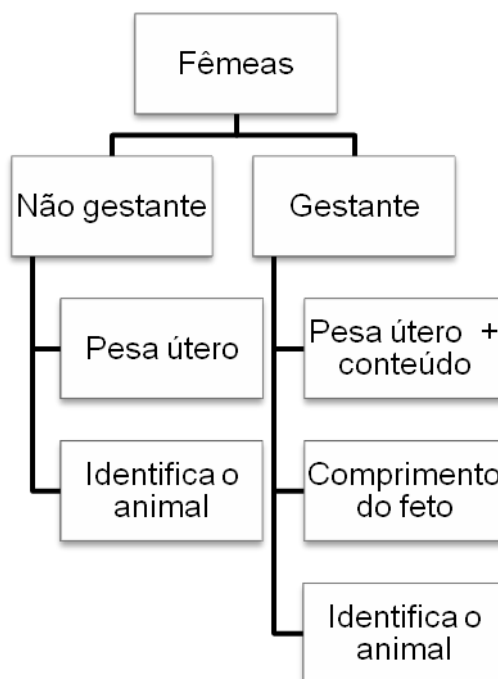 Fêmeas
Não gestante
Pesa útero
Identifica o
animal
Gestante
Pesa útero +
conteúdo
Comprimento
do feto
Identifica o
animal